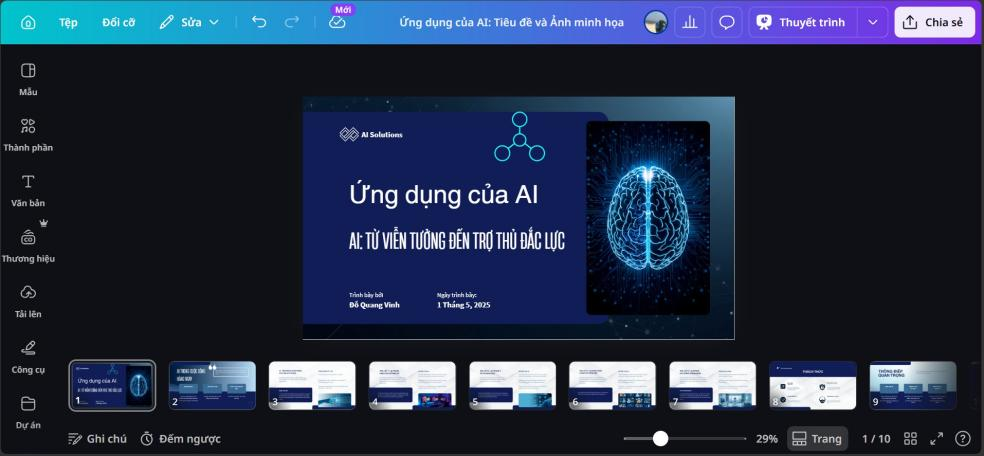 Mới
Tệp
Đổi cỡ
Sửa
Ứng dụng của AI: Tiêu đề và Ảnh minh họa
Thuyết trình
Chia sẻ
Mẫu
Thành phần
Văn bản
Thương hiệu
Tải lên
Công cụ
Dự án
AI Solutions
Ứng dụng của AI
AI: TỪ VIỄN TƯỞNG ĐẾN TRỢ THỦ ĐẮC LỰC
Trình bày bởi
Đỗ Quang Vinh
Ngày trình bày:
1 Tháng 5, 2025
Ứng dụng của AI
1
2
3
4
5
6
7
THÁCH THỨC
8
THÔNG ĐIỆP
QUAN TRỌNG
9
Ghi chú
Đếm ngược
29%
Trang
1 / 10